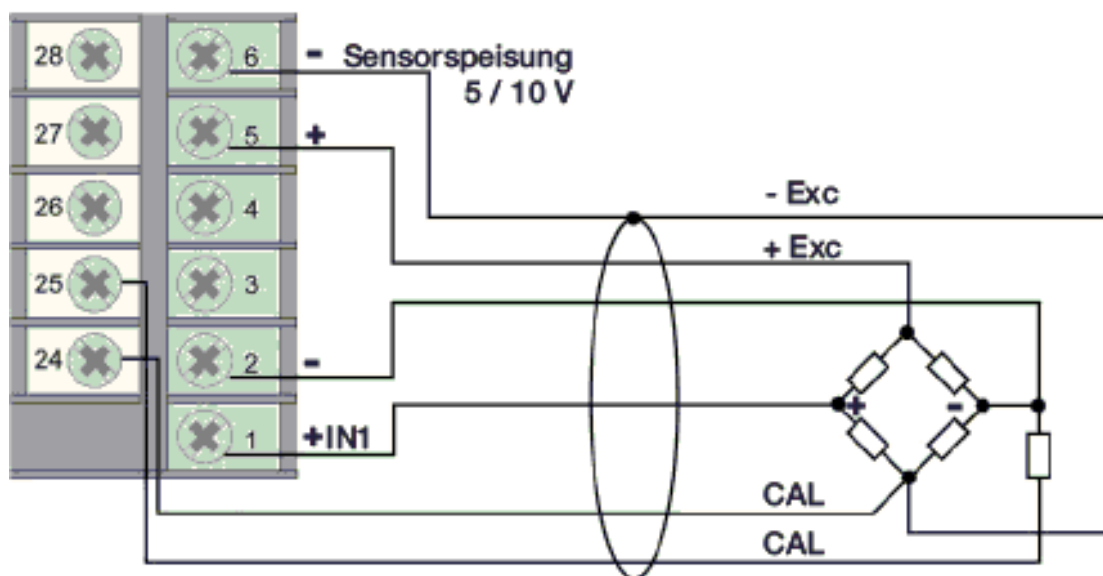 28 6 - Sensorspeisung
5 / 10 V
27 5 +
26 4
- Exc
+ Exc
25 3
24 2 -
+ -
1 +IN1
CAL
CAL